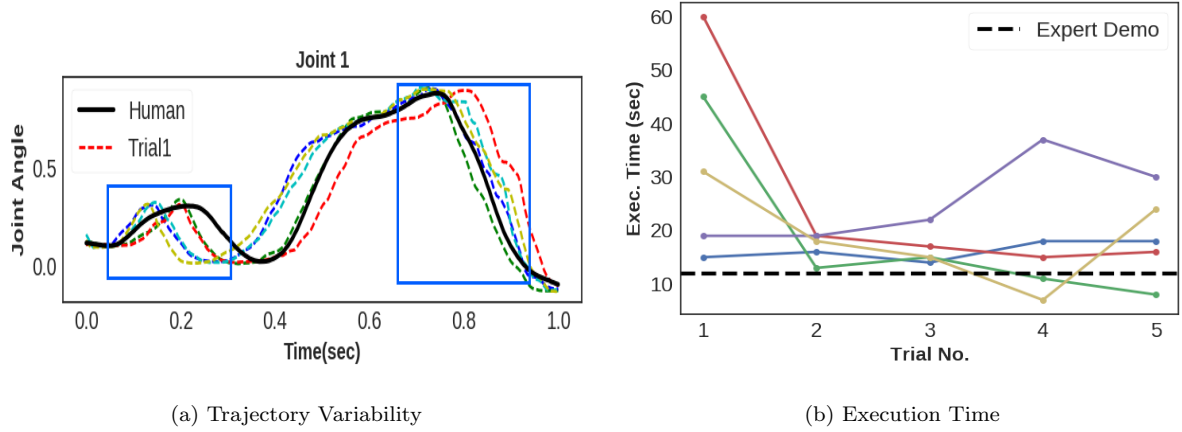 Joint 1
Human
Trial1
Joint Angle
0.5
0.0
0.0 0.2 0.4 0.6 0.8 1.0
Time(sec)
(a) Trajectory Variability
Expert Demo
Exec. Time (sec)
60
50
40
30
20
10
1 2 3 4 5
Trial No.
(b) Execution Time